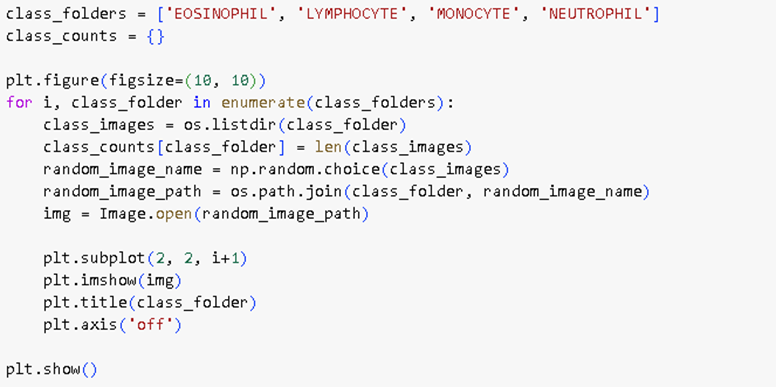 class_folders = ['EOSINOPHIL', 'LYMPHOCYTE', 'MONOCYTE', 'NEUTROPHIL']
class_counts = {}

plt.figure(figsize=(10, 10))
for i, class_folder in enumerate(class_folders):
    class_images = os.listdir(class_folder)
    class_counts[class_folder] = len(class_images)
    random_image_name = np.random.choice(class_images)
    random_image_path = os.path.join(class_folder, random_image_name)
    img = Image.open(random_image_path)

    plt.subplot(2, 2, i+1)
    plt.imshow(img)
    plt.title(class_folder)
    plt.axis('off')

plt.show()